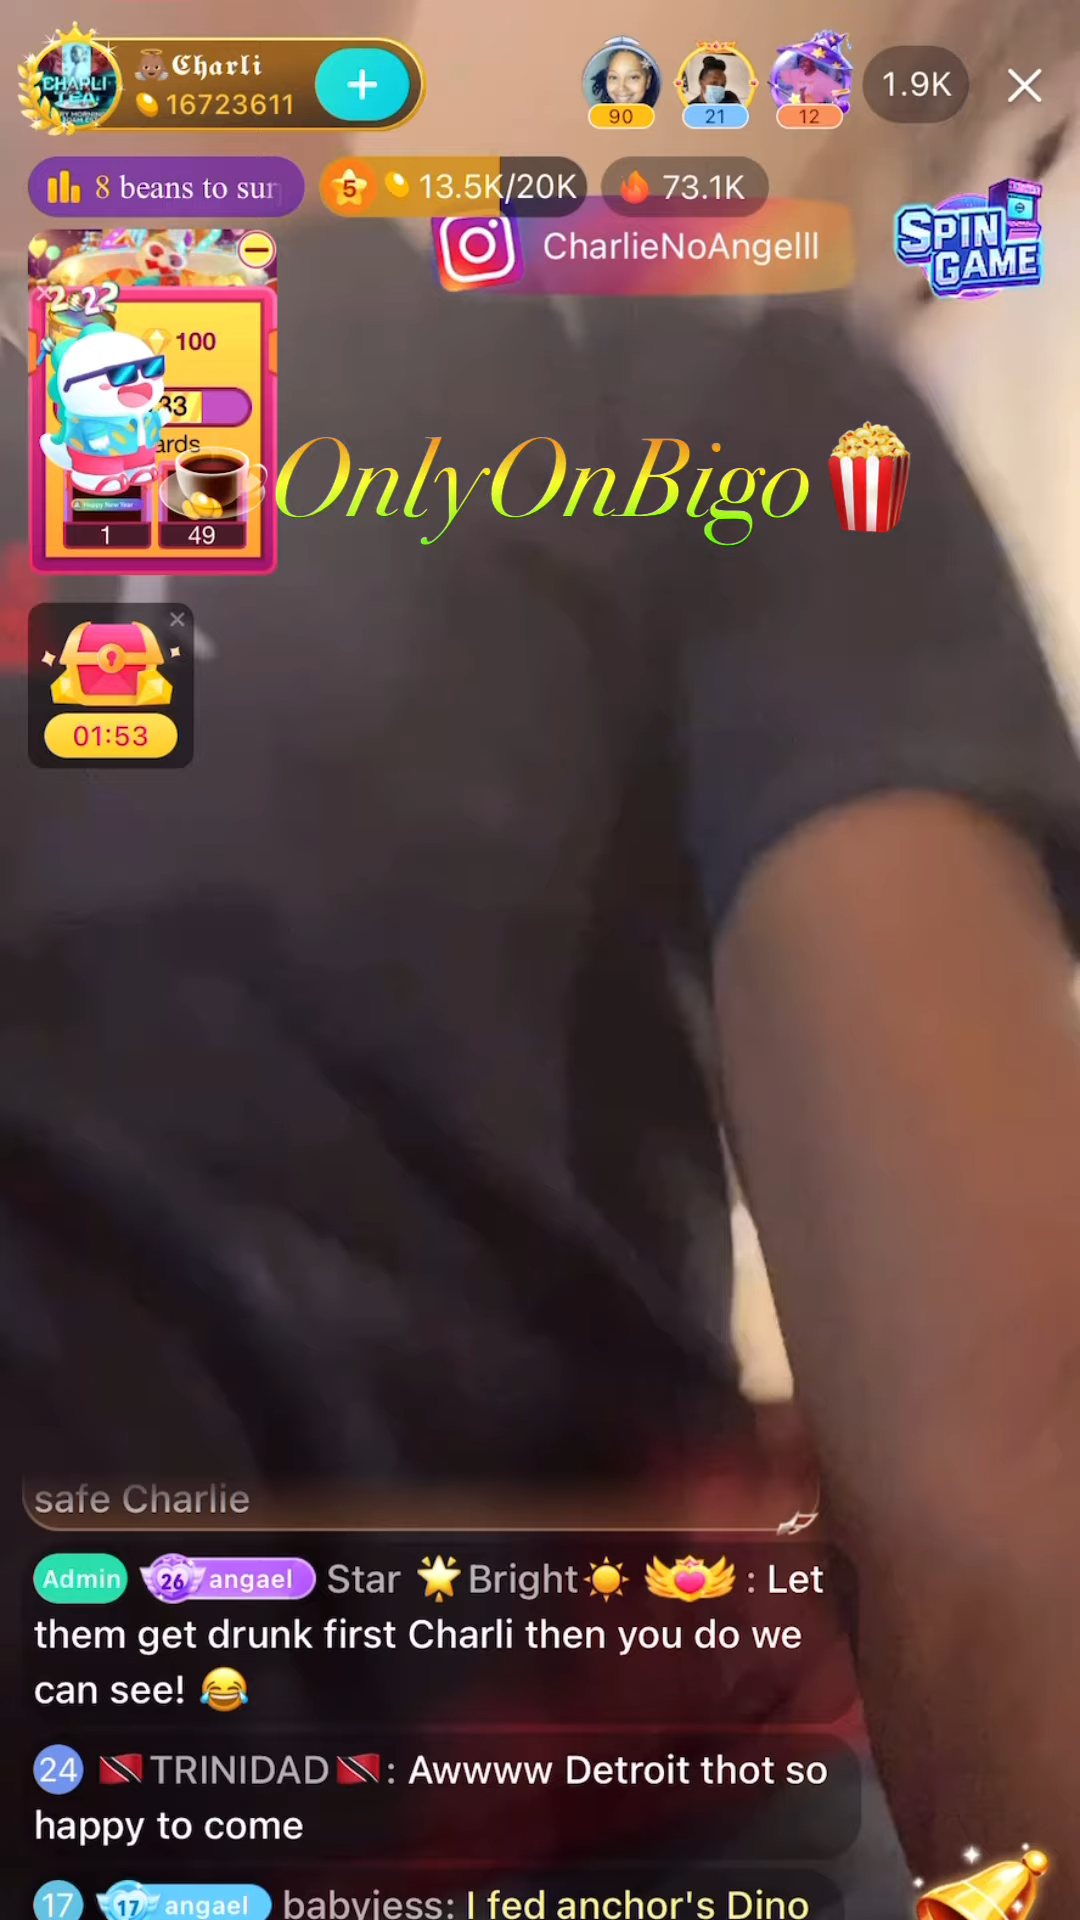 Charli
16723611
90
21
12
1.9K
8 beans to sur
5
13.5K/20K
73.1K
CharlieNoAngelll
SPIN
GAME
100
33
ards
Happy New Year
1
49
OnlyOnBigo
01:53
safe Charlie
Admin 26 angael Star Bright : Let
them get drunk first Charli then you do we
can see! 😂
24 🇹🇹TRINIDAD🇹🇹: Awwww Detroit thot so
happy to come
17 17 angael babyjess: I fed anchor's Dino